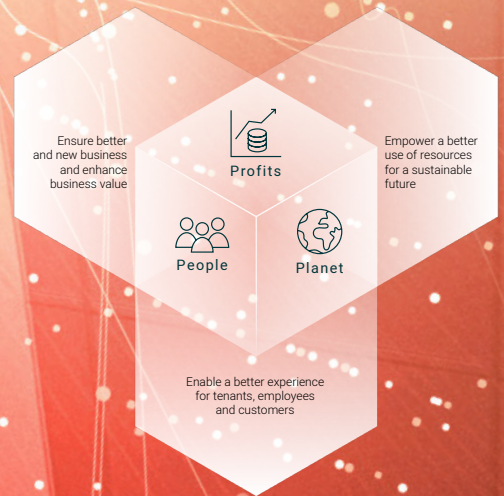 Ensure better
and new business
and enhance
business value
Profits
Empower a better
use of resources
for a sustainable
future
People
Planet
Enable a better experience
for tenants, employees
and customers